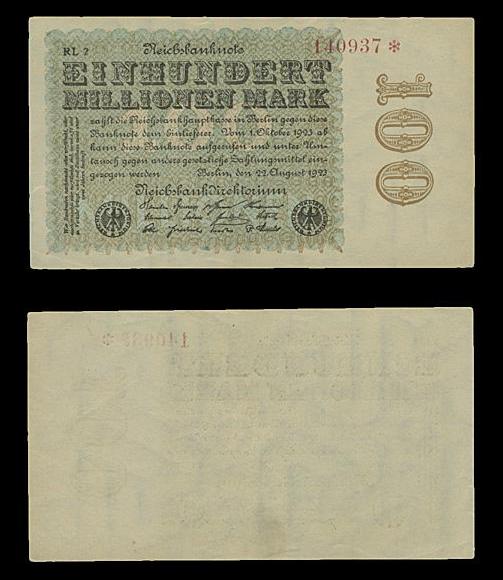 RL 2
Reichsbanknote
140937 *
EINHUNDERT
MILLIONEN MARK
zahlt die Reichsbankhauptkasse in Berlin gegen diese
Banknote dem Einlieferer. Vom 1. Oktober 1923 ab
kann diese Banknote aufgerufen und unter Um-
tausch gegen andere gesetzliche Zahlungsmittel ein-
gezogen werden Berlin, den 22. August 1923
Reichsbankdirektorium
100
140937 *